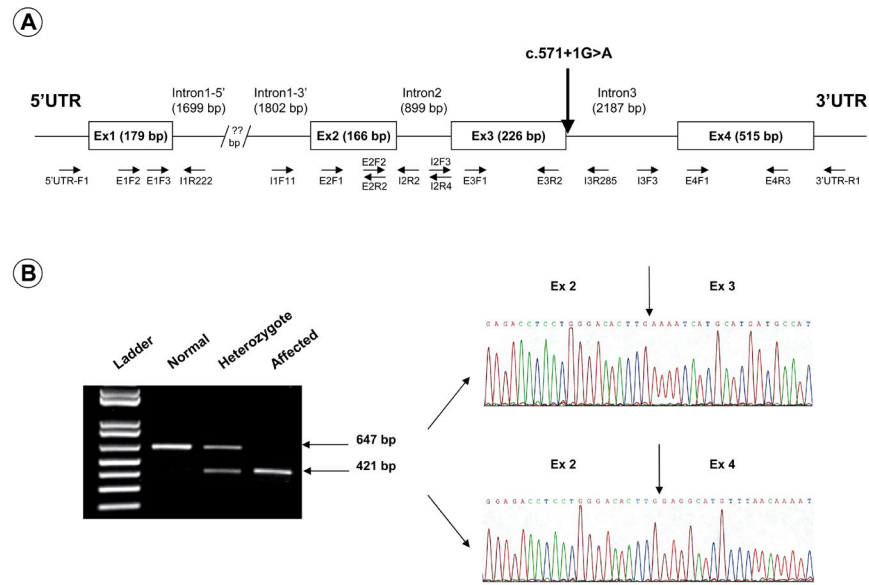 A
c.571+1G>A
5'UTR
Intron1-5'
(1699 bp)
Intron1-3'
(1802 bp)
Intron2
(899 bp)
Intron3
(2187 bp)
3'UTR
Ex1 (179 bp)
??
bp
Ex2 (166 bp)
Ex3 (226 bp)
Ex4 (515 bp)
E2F2
I2F3
5'UTR-F1
E1F2
E1F3
I1R222
I1F11
E2F1
E2R2
I2R2
I2R4
E3F1
E3R2
I3R285
I3F3
E4F1
E4R3
3'UTR-R1
B
Ladder
Normal
Heterozygote
Affected
647 bp
421 bp
Ex 2
Ex 3
GAGACCTCCTGGGACACTTGAAAATCATGCATGATGCCAT
Ex 2
Ex 4
GGAGACCTCCTGGGACACTTGGAGGCATGTTTAACAAAAT